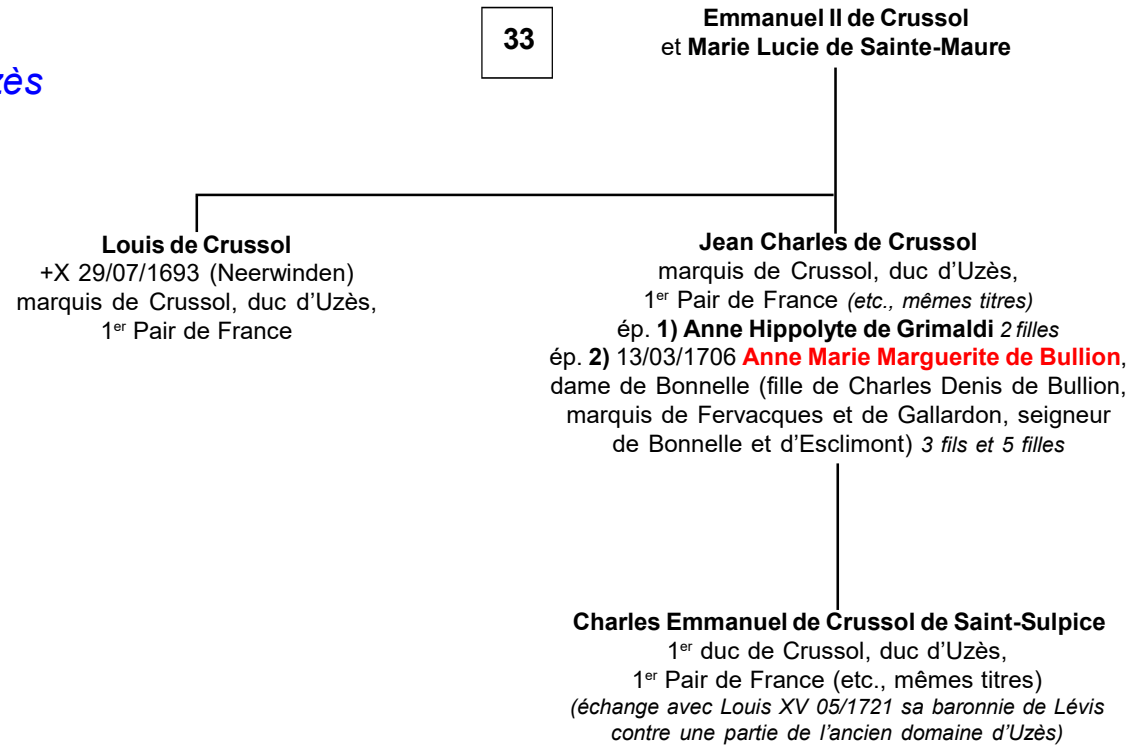 33
Emmanuel II de Crussol
et Marie Lucie de Sainte-Maure
zès
Louis de Crussol
+X 29/07/1693 (Neerwinden)
marquis de Crussol, duc d’Uzès,
1er Pair de France
Jean Charles de Crussol
marquis de Crussol, duc d’Uzès,
1er Pair de France (etc., mêmes titres)
ép. 1) Anne Hippolyte de Grimaldi 2 filles
ép. 2) 13/03/1706 Anne Marie Marguerite de Bullion,
dame de Bonnelle (fille de Charles Denis de Bullion,
marquis de Fervacques et de Gallardon, seigneur
de Bonnelle et d’Esclimont) 3 fils et 5 filles
Charles Emmanuel de Crussol de Saint-Sulpice
1er duc de Crussol, duc d’Uzès,
1er Pair de France (etc., mêmes titres)
(échange avec Louis XV 05/1721 sa baronnie de Lévis
contre une partie de l’ancien domaine d’Uzès)